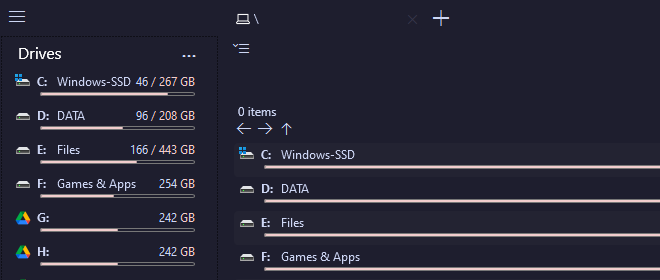 \
Drives ...
C: Windows-SSD 46 / 267 GB
D: DATA 96 / 208 GB
E: Files 166 / 443 GB
F: Games & Apps 254 GB
G: 242 GB
H: 242 GB
0 items
C: Windows-SSD
D: DATA
E: Files
F: Games & Apps